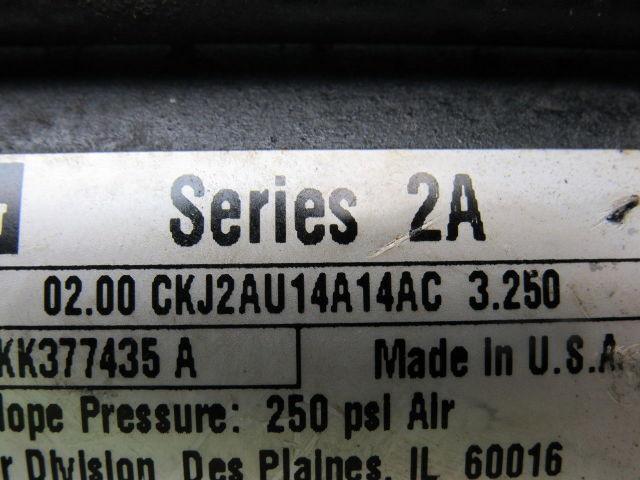 Series 2A
02.00 CKJ2AU14A14AC 3.250
KK377435 A Made in U.S.A.
lope Pressure: 250 psi Air
r Division, Des Plaines, IL 60016